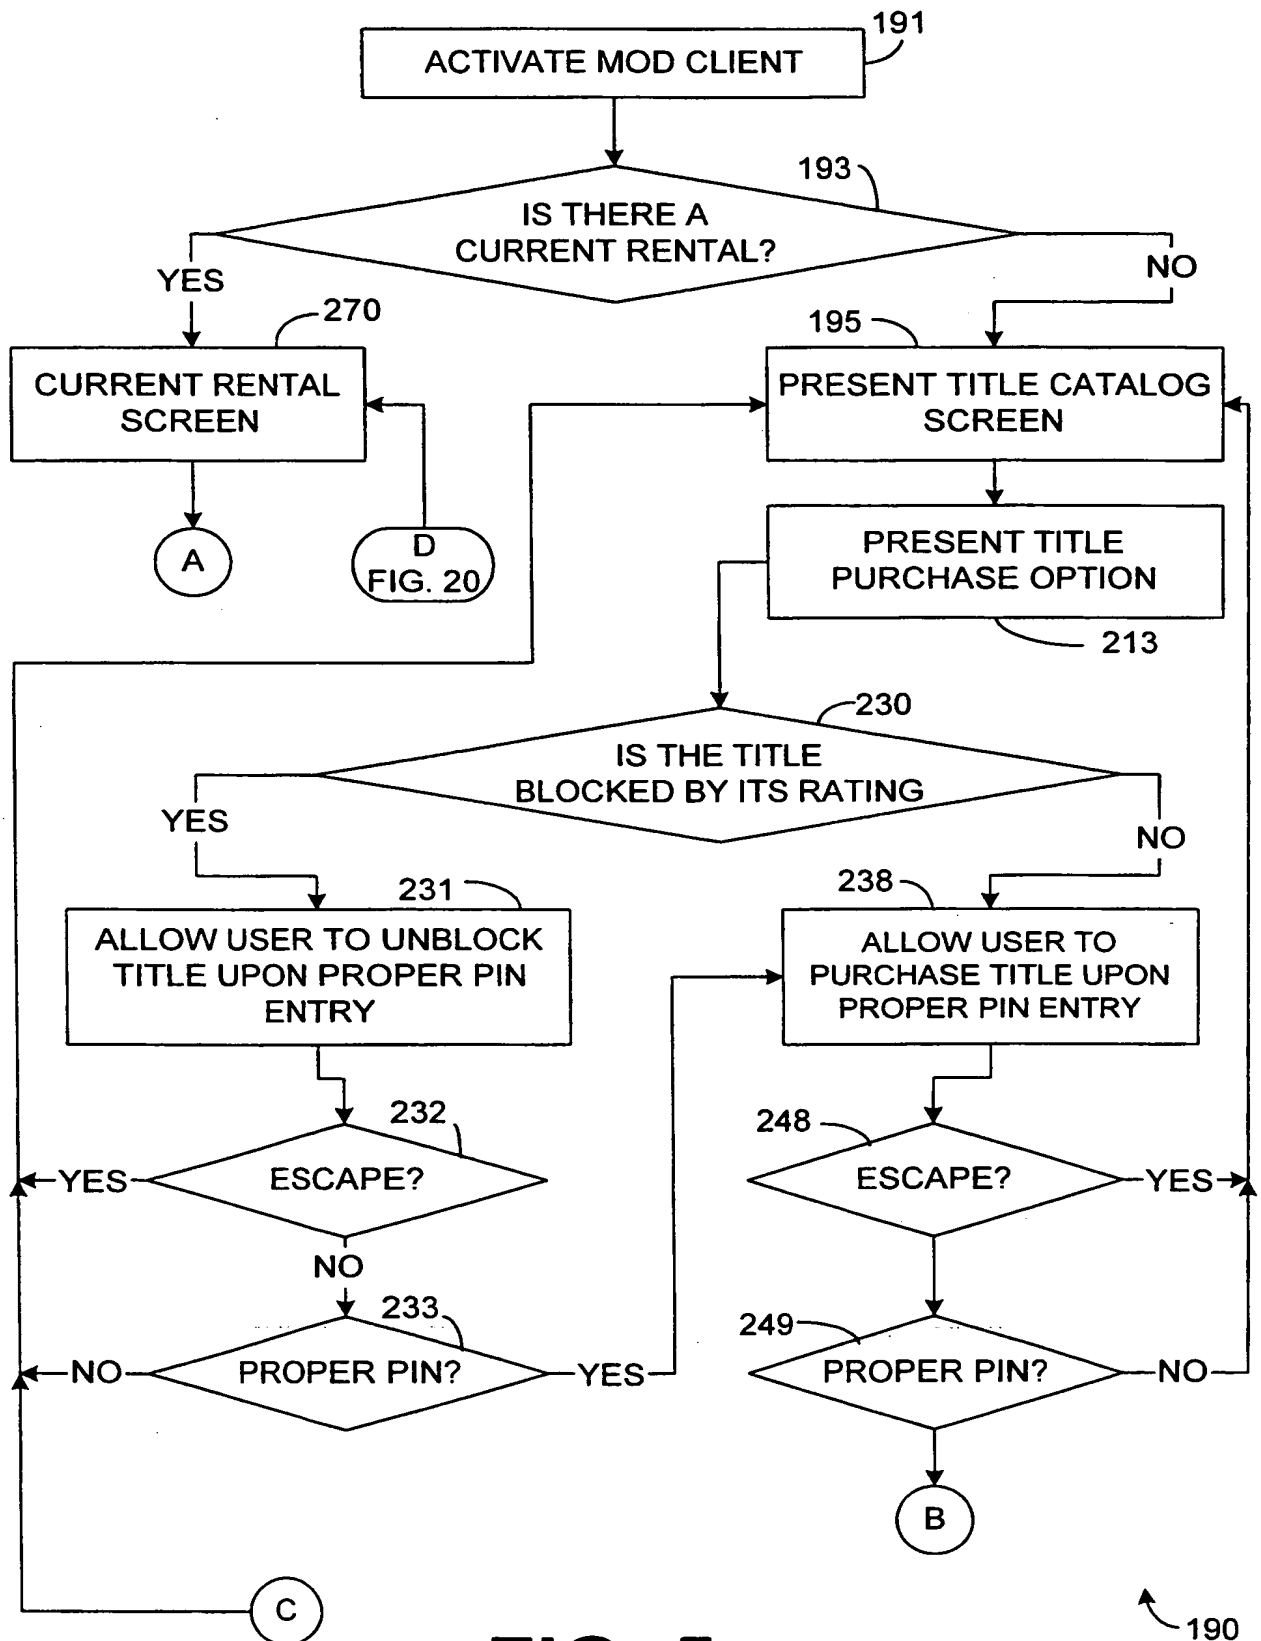 191
ACTIVATE MOD CLIENT
193
IS THERE A
CURRENT RENTAL?
YES
NO
270
195
CURRENT RENTAL
SCREEN
PRESENT TITLE CATALOG
SCREEN
A
D
FIG. 20
PRESENT TITLE
PURCHASE OPTION
213
230
IS THE TITLE
BLOCKED BY ITS RATING
YES
NO
231
238
ALLOW USER TO UNBLOCK
TITLE UPON PROPER PIN
ENTRY
ALLOW USER TO
PURCHASE TITLE UPON
PROPER PIN ENTRY
232
248
YES
ESCAPE?
ESCAPE?
YES
NO
233
249
NO
PROPER PIN?
YES
PROPER PIN?
NO
B
C
190